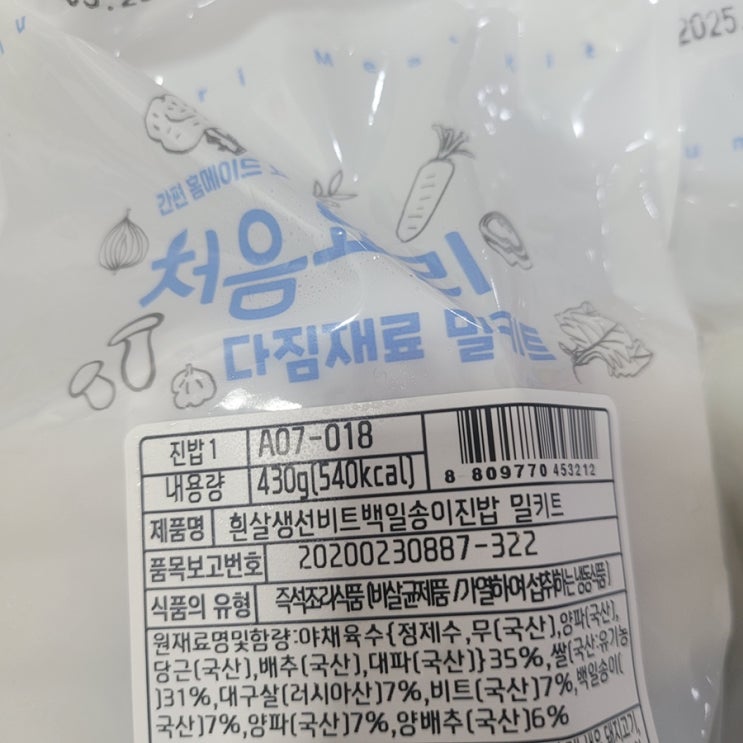 2025
간편 홈메이드
처음요리
다짐재료 밀키트
진밥1 A07-018
내용량 430g(540kcal)
8 809770 453212
제품명 흰살생선비트백일송이진밥 밀키트
품목보고번호 20200230887-322
식품의 유형 즉석조리식품(비살균제품/가열하여 섭취하는 냉동식품)
원재료명및함량:야채육수{정제수,무(국산),양파(국산),
당근(국산),배추(국산),대파(국산)}35%,쌀(국산:유기농
)31%,대구살(러시아산)7%,비트(국산)7%,백일송이(
국산)7%,양파(국산)7%,양배추(국산)6%
돼지고기,